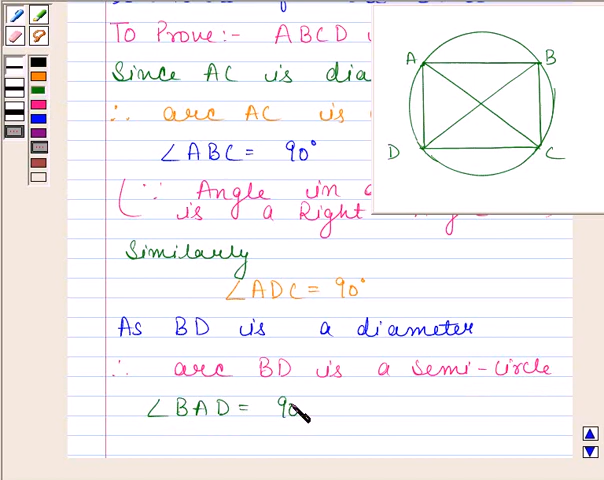 To Prove:- ABCD
Since AC is dia
∴ arc AC is
∠ABC = 90°
(∵ Angle in
is a Right
Similarly
∠ADC = 90°
As BD is a diameter
∴ arc BD is a semi-circle
∠BAD = 90
A B
D C